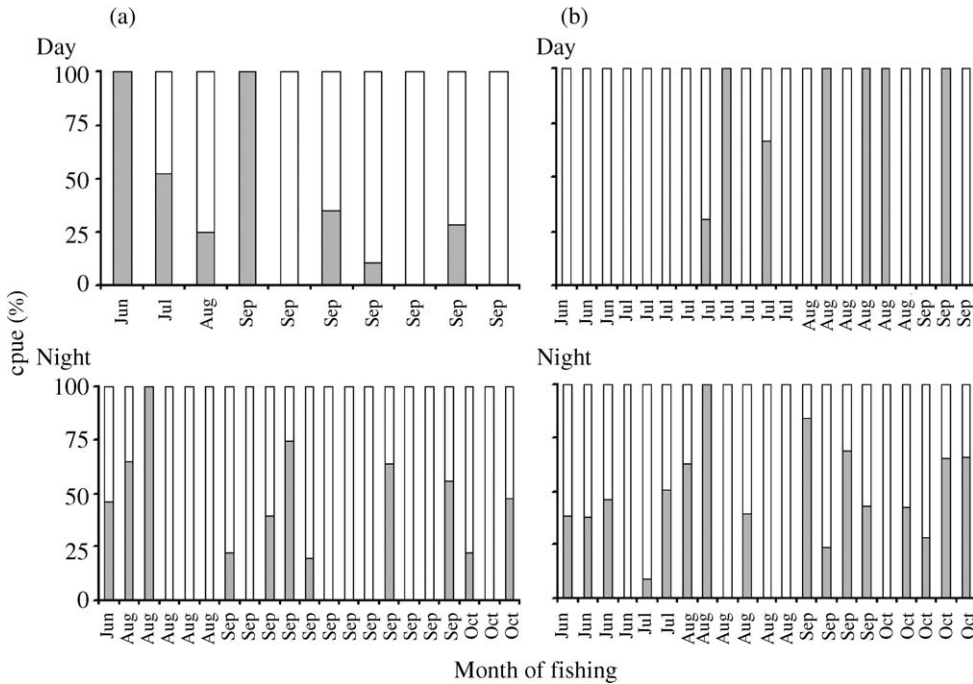 (a)
(b)
Day
Day
100
75
50
25
0
Jun Jul Aug Sep Sep Sep Sep Sep Sep Sep
Jun Jun Jun Jul Jul Jul Jul Jul Jul Jul Jul Jul Aug Aug Aug Aug Aug Aug Sep Sep Sep
cpue (%)
Night
Night
100
75
50
25
0
Jun Aug Aug Aug Aug Aug Sep Sep Sep Sep Sep Sep Sep Sep Sep Sep Sep Sep Oct Oct Oct
Jun Jun Jun Jun Jul Jul Aug Aug Aug Aug Aug Aug Sep Sep Sep Sep Oct Oct Oct Oct Oct
Month of fishing